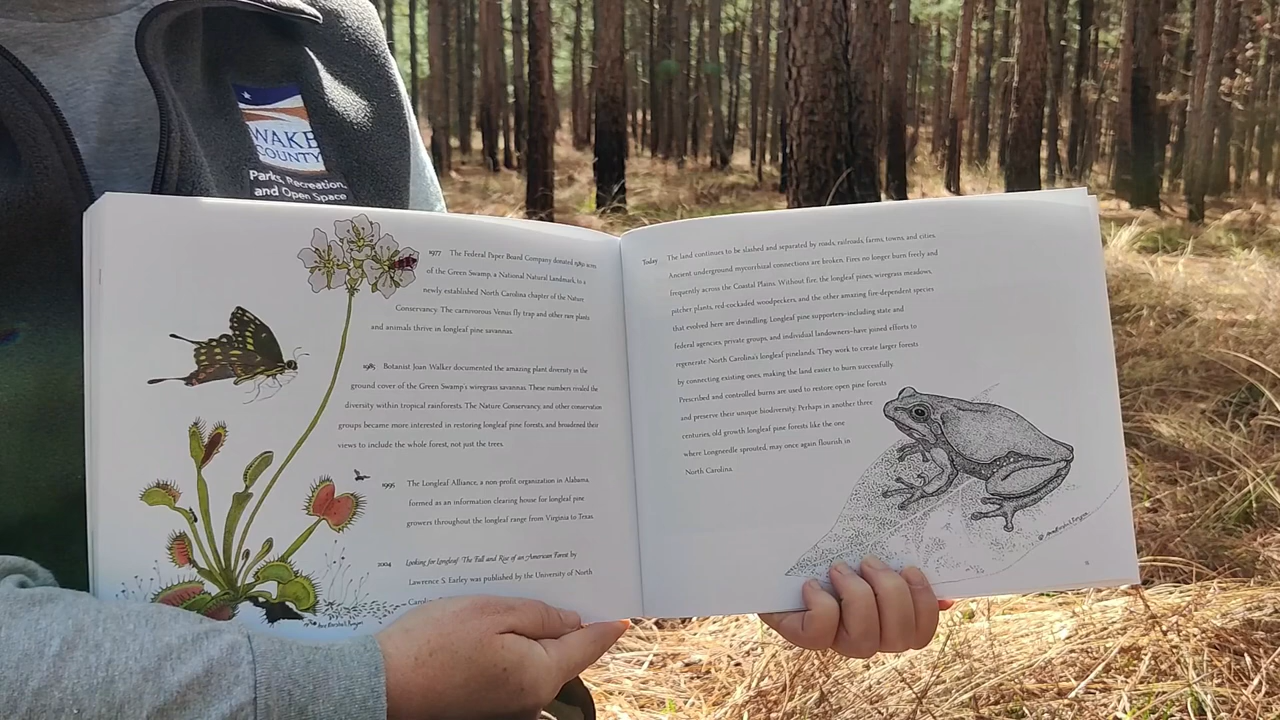 WAKE
COUNTY
Parks, Recreation,
and Open Space
1977 The Federal Paper Board Company donated
of the Green Swamp, a National Natural Landmark, to a
newly established North Carolina chapter of the Nature
Conservancy. The carnivorous Venus fly trap and other rare plants
and animals thrive in longleaf pine savannas.
1985 Botanist Joan Walker documented the amazing plant diversity in the
ground cover of the Green Swamp's wiregrass savannas. These numbers rivaled the
diversity within tropical rainforests. The Nature Conservancy, and other conservation
groups became more interested in restoring longleaf pine forests, and broadened their
views to include the whole forest, not just the trees.
1995 The Longleaf Alliance, a non-profit organization in Alabama,
formed as an information clearing house for longleaf pine
growers throughout the longleaf range from Virginia to Texas.
2004 Looking for Longleaf: The Fall and Rise of an American Forest by
Lawrence S. Earley was published by the University of North
Today The land continues to be slashed and separated by roads, railroads, farms, towns, and cities.
Ancient underground mycorrhizal connections are broken. Fires no longer burn freely and
frequently across the Coastal Plains. Without fire, the longleaf pines, wiregrass meadows,
pitcher plants, red-cockaded woodpeckers, and the other amazing fire-dependent species
that evolved here are dwindling. Longleaf pine supporters–including state and
federal agencies, private groups, and individual landowners–have joined efforts to
regenerate North Carolina's longleaf pinelands. They work to create larger forests
by connecting existing ones, making the land easier to burn successfully.
Prescribed and controlled burns are used to restore open pine forests
and preserve their unique biodiversity. Perhaps in another three
centuries, old growth longleaf pine forests like the one
where Longneedle sprouted, may once again flourish in
North Carolina.